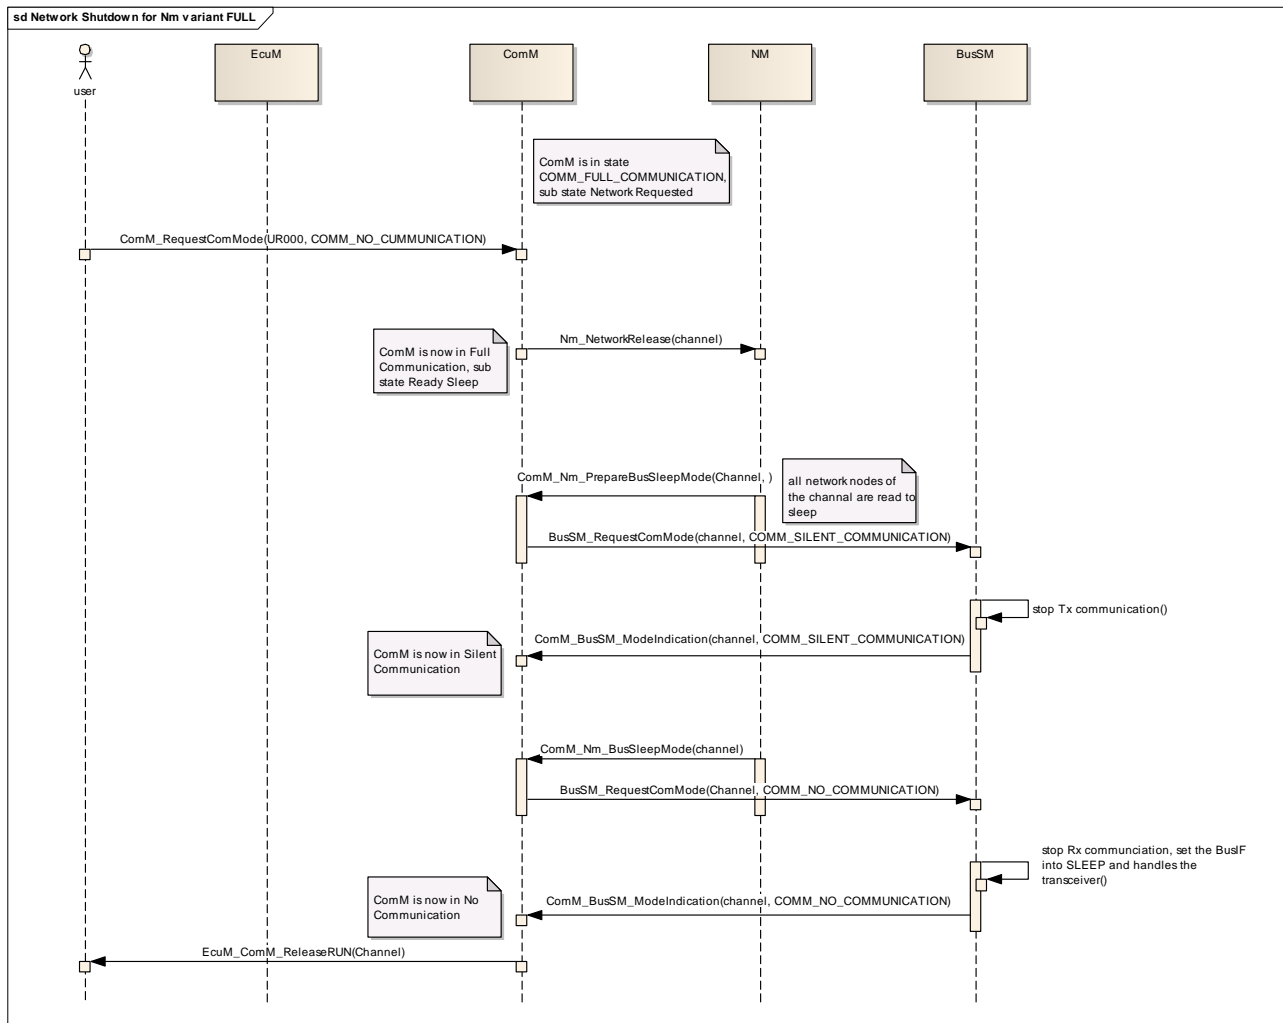 sd Network Shutdown for Nm variant FULL
user
EcuM
ComM
NM
BusSM
ComM is in state
COMM_FULL_COMMUNICATION,
sub state Network Requested
ComM_RequestComMode(UR000, COMM_NO_CUMMUNICATION)
Nm_NetworkRelease(channel)
ComM is now in Full
Communication, sub
state Ready Sleep
ComM_Nm_PrepareBusSleepMode(Channel, )
all network nodes of
the channal are read to
sleep
BusSM_RequestComMode(channel, COMM_SILENT_COMMUNICATION)
stop Tx communication()
ComM_BusSM_ModeIndication(channel, COMM_SILENT_COMMUNICATION)
ComM is now in Silent
Communication
ComM_Nm_BusSleepMode(channel)
BusSM_RequestComMode(Channel, COMM_NO_COMMUNICATION)
stop Rx communciation, set the BusIF
into SLEEP and handles the
transceiver()
ComM is now in No
Communication
ComM_BusSM_ModeIndication(channel, COMM_NO_COMMUNICATION)
EcuM_ComM_ReleaseRUN(Channel)